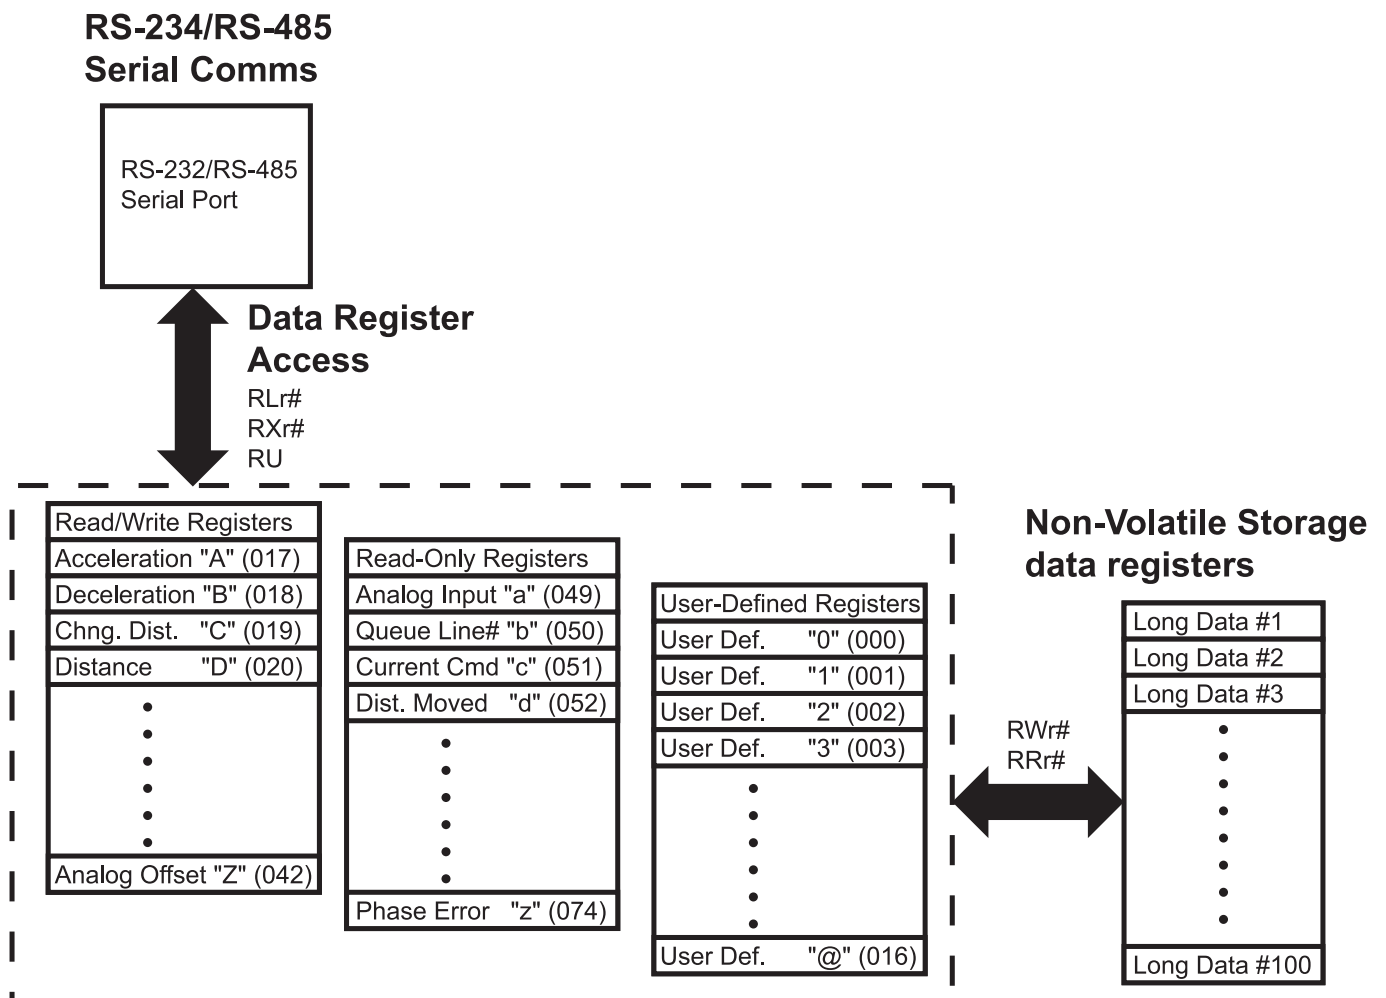 RS-234/RS-485
Serial Comms
RS-232/RS-485
Serial Port
Data Register
Access
RLr#
RXr#
RU
Read/Write Registers
Acceleration "A" (017)
Deceleration "B" (018)
Chng. Dist. "C" (019)
Distance "D" (020)
Analog Offset "Z" (042)
Read-Only Registers
Analog Input "a" (049)
Queue Line# "b" (050)
Current Cmd "c" (051)
Dist. Moved "d" (052)
Phase Error "z" (074)
User-Defined Registers
User Def. "0" (000)
User Def. "1" (001)
User Def. "2" (002)
User Def. "3" (003)
User Def. "@" (016)
RWr#
RRr#
Non-Volatile Storage
data registers
Long Data #1
Long Data #2
Long Data #3
Long Data #100